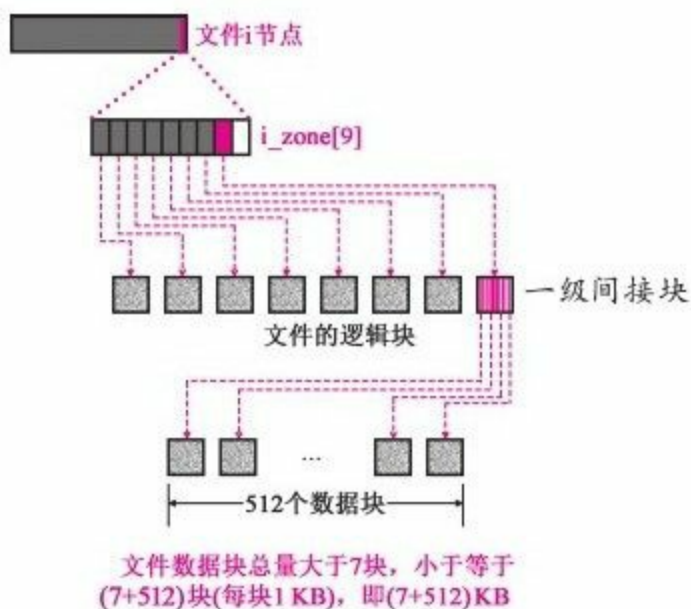 文件i节点
i_zone[9]
一级间接块
文件的逻辑块
...
512个数据块
文件数据块总量大于7块，小于等于
(7+512)块(每块1 KB)，即(7+512)KB